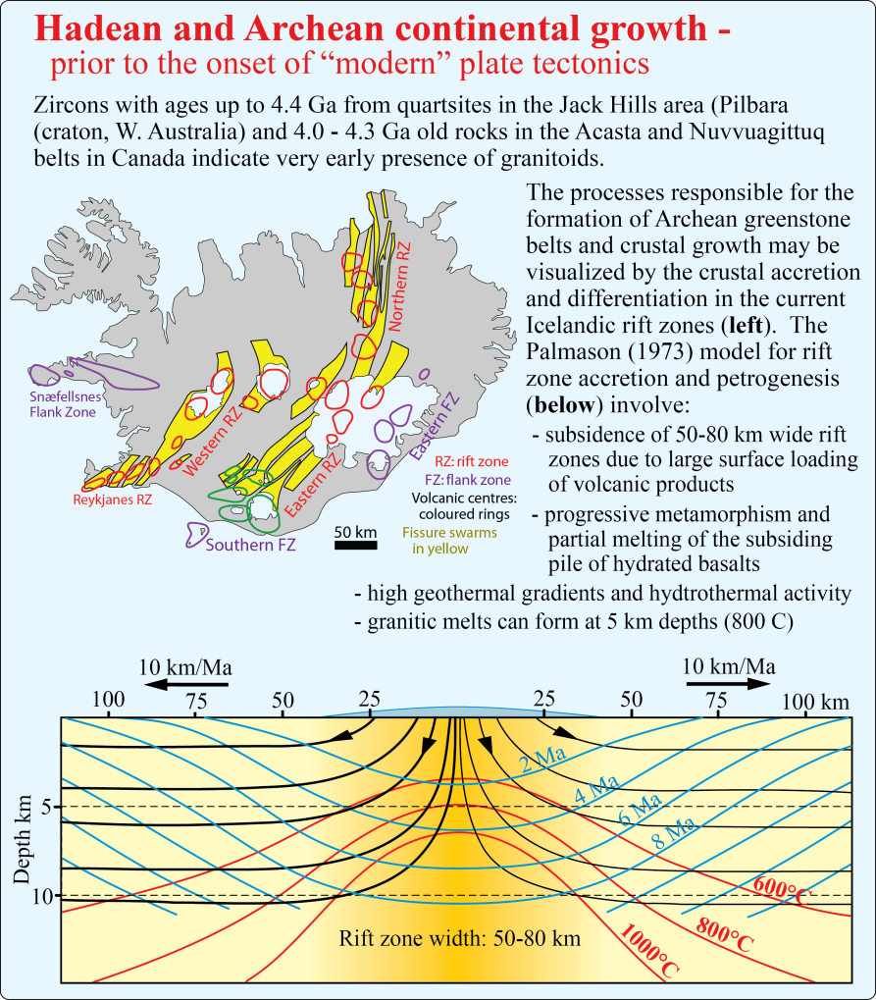 Hadean and Archean continental growth -
prior to the onset of “modern” plate tectonics
Zircons with ages up to 4.4 Ga from quartsites in the Jack Hills area (Pilbara
(craton, W. Australia) and 4.0 - 4.3 Ga old rocks in the Acasta and Nuvvuagittuq
belts in Canada indicate very early presence of granitoids.
The processes responsible for the
formation of Archean greenstone
belts and crustal growth may be
visualized by the crustal accretion
and differentiation in the current
Icelandic rift zones (left). The
Palmason (1973) model for rift
zone accretion and petrogenesis
(below) involve:
- subsidence of 50-80 km wide rift
zones due to large surface loading
of volcanic products
- progressive metamorphism and
partial melting of the subsiding
pile of hydrated basalts
- high geothermal gradients and hydtrothermal activity
- granitic melts can form at 5 km depths (800 C)
Northern RZ
Snæfellsnes
Flank Zone
Western RZ
Eastern FZ
Eastern RZ
Reykjanes RZ
Southern FZ
RZ: rift zone
FZ: flank zone
Volcanic centres:
coloured rings
Fissure swarms
in yellow
50 km
10 km/Ma
10 km/Ma
100 75 50 25 25 50 75 100 km
Depth km
5
10
2 Ma
4 Ma
6 Ma
8 Ma
600°C
800°C
1000°C
Rift zone width: 50-80 km